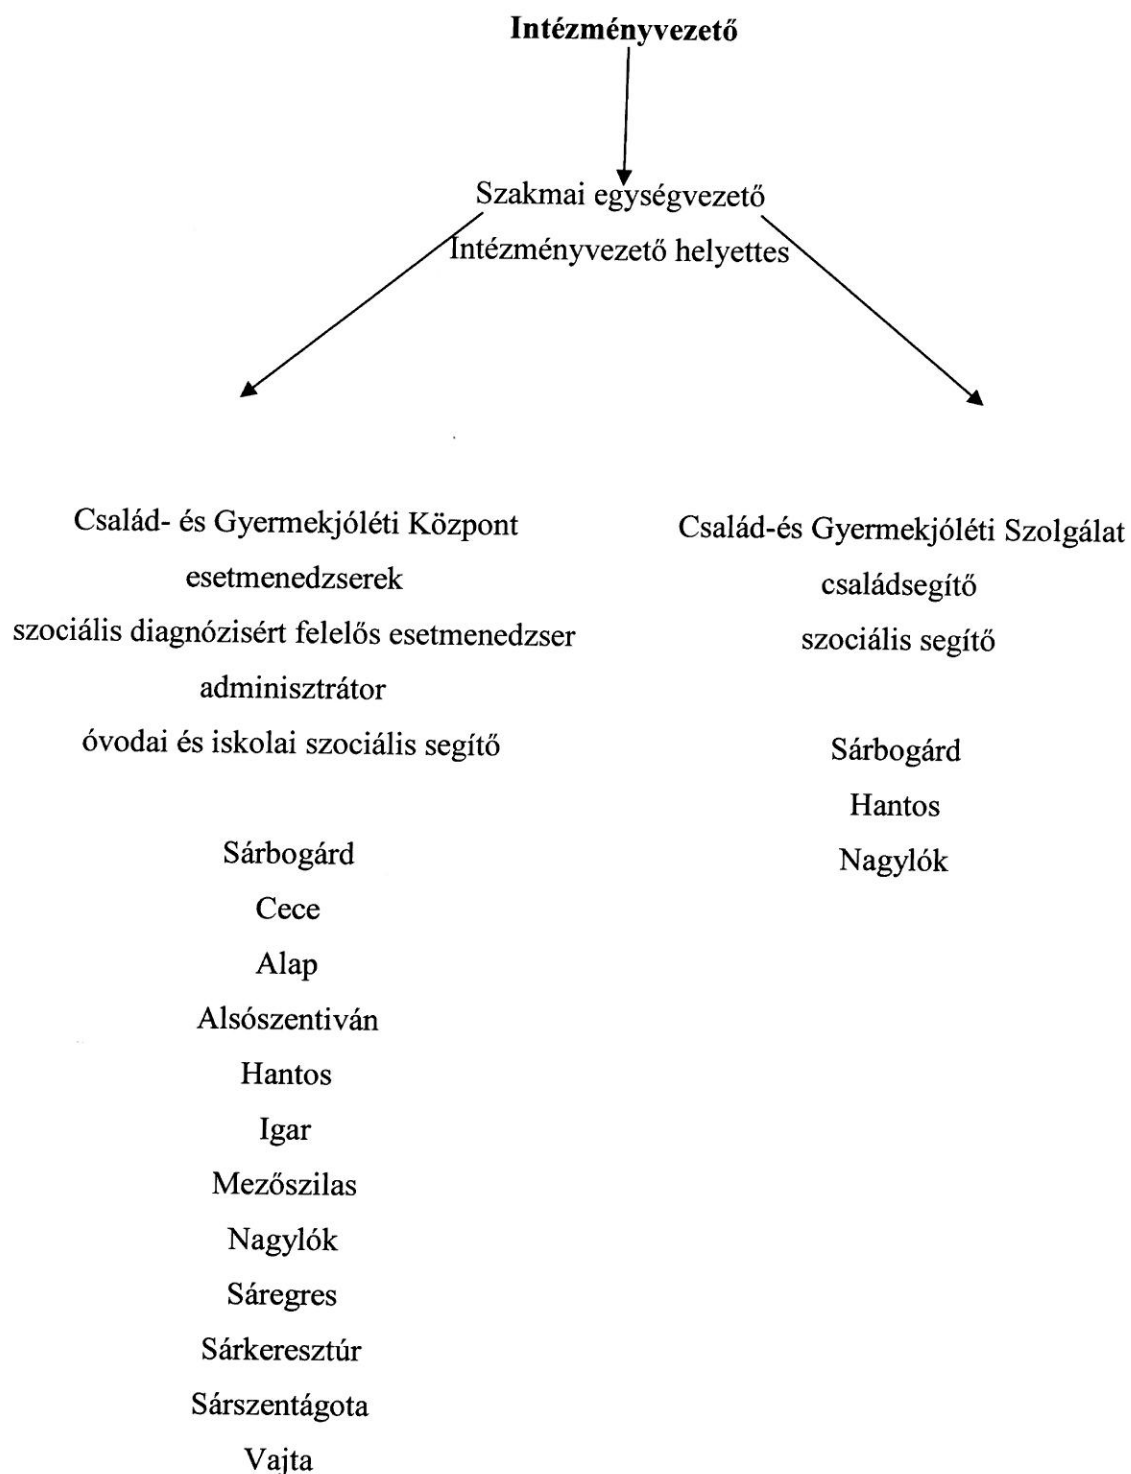 Intézményvezető
Szakmai egységvezető
Intézményvezető helyettes
Család- és Gyermekjóléti Központ
esetmenedzserek
szociális diagnózisért felelős esetmenedzser
adminisztrátor
óvodai és iskolai szociális segítő
Sárbogárd
Cece
Alap
Alsószentiván
Hantos
Igar
Mezőszilas
Nagylók
Sáregres
Sárkeresztúr
Sárszentágota
Vajta
Család-és Gyermekjóléti Szolgálat
családsegítő
szociális segítő
Sárbogárd
Hantos
Nagylók